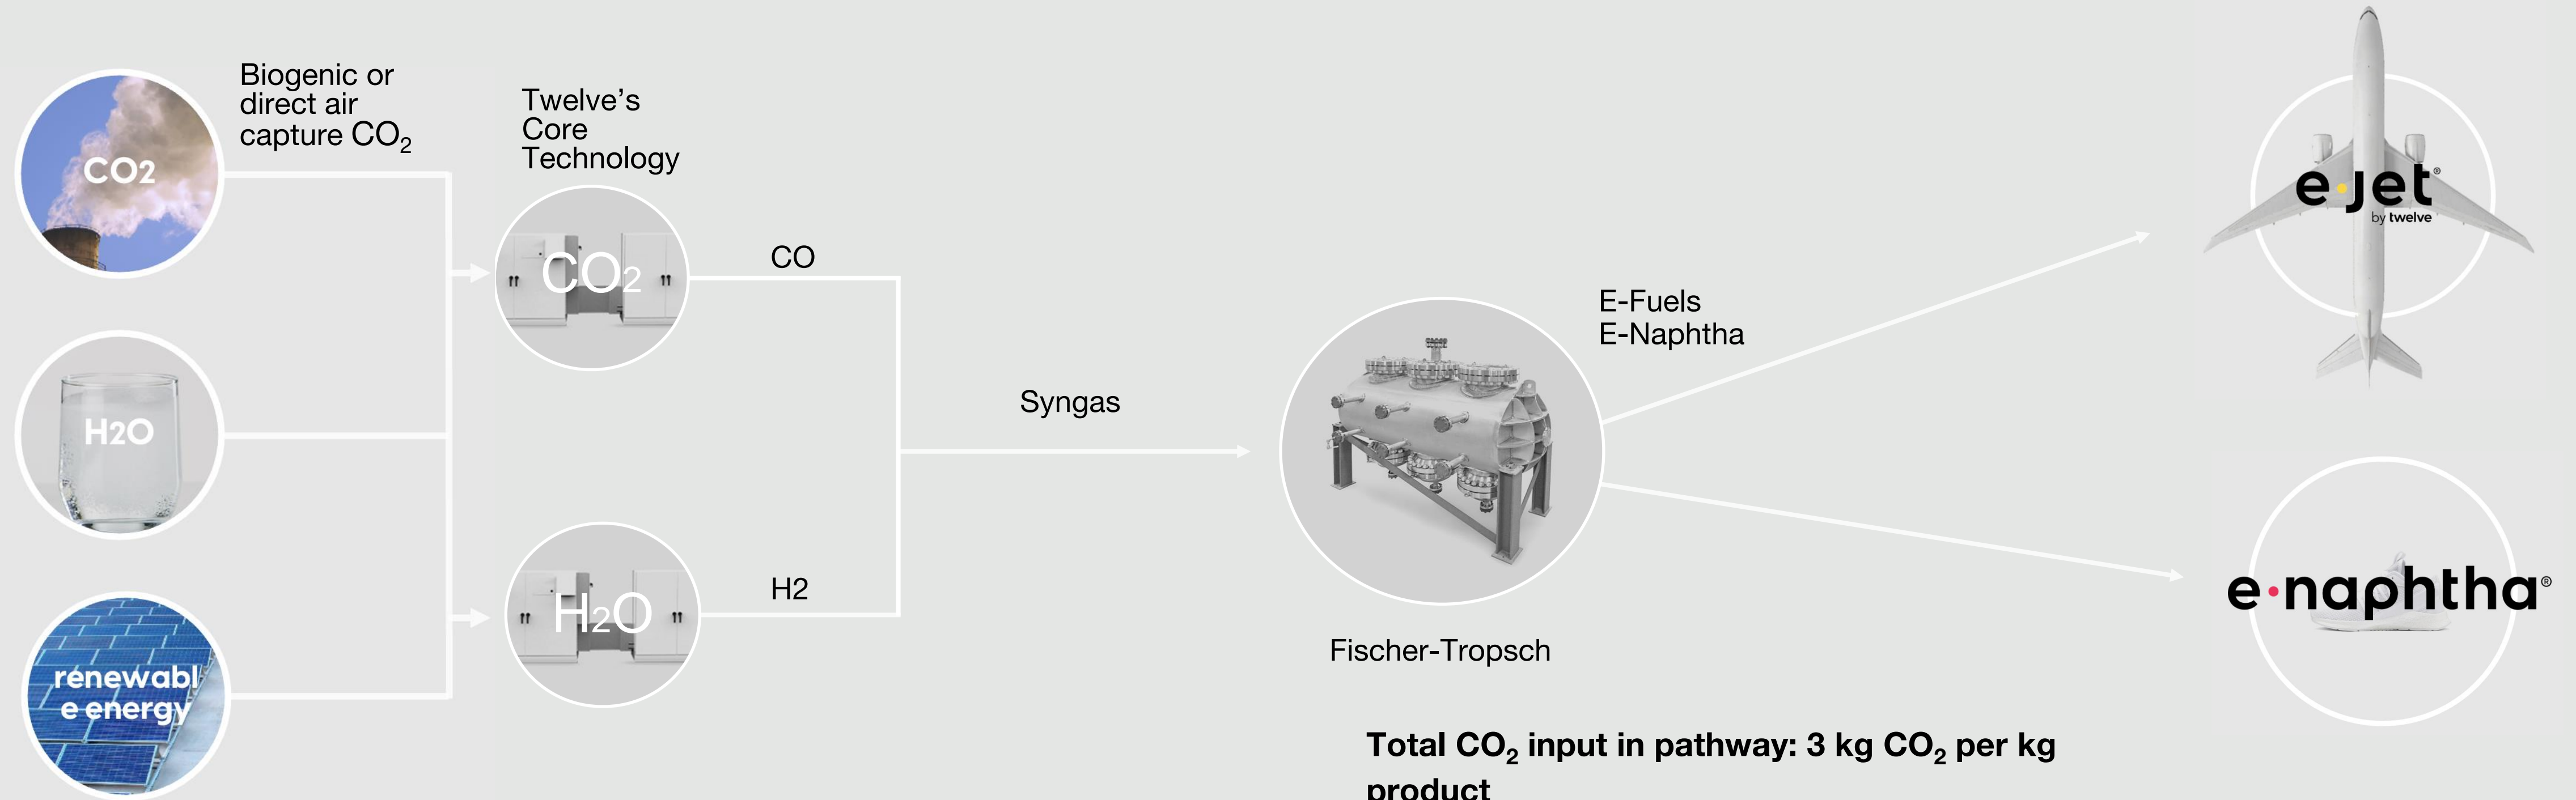 CO2
Biogenic or
direct air
capture CO₂
H2O
renewabl
e energy
Twelve’s
Core
Technology
CO₂
H₂O
CO
H2
Syngas
Fischer-Tropsch
E-Fuels
E-Naphtha
e·jet®
by twelve
e·naphtha®
Total CO₂ input in pathway: 3 kg CO₂ per kg
product